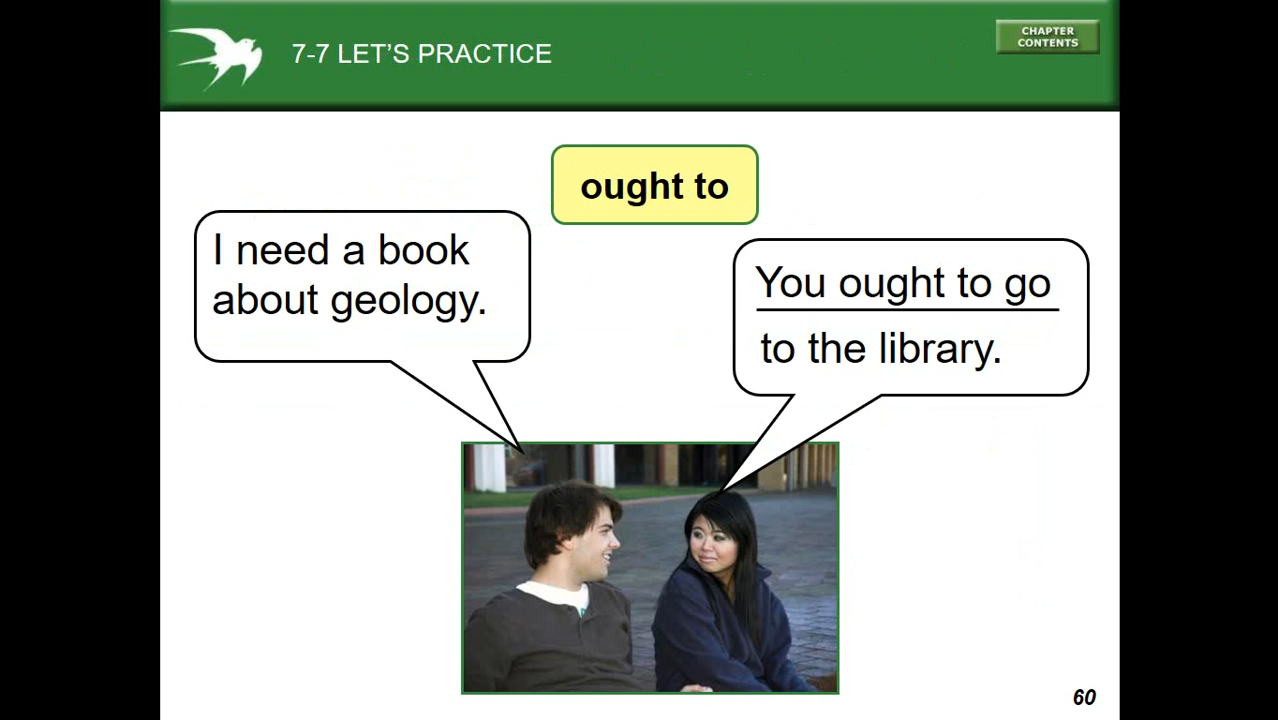 7-7 LET’S PRACTICE
CHAPTER
CONTENTS
ought to
I need a book
about geology.
You ought to go
to the library.
60